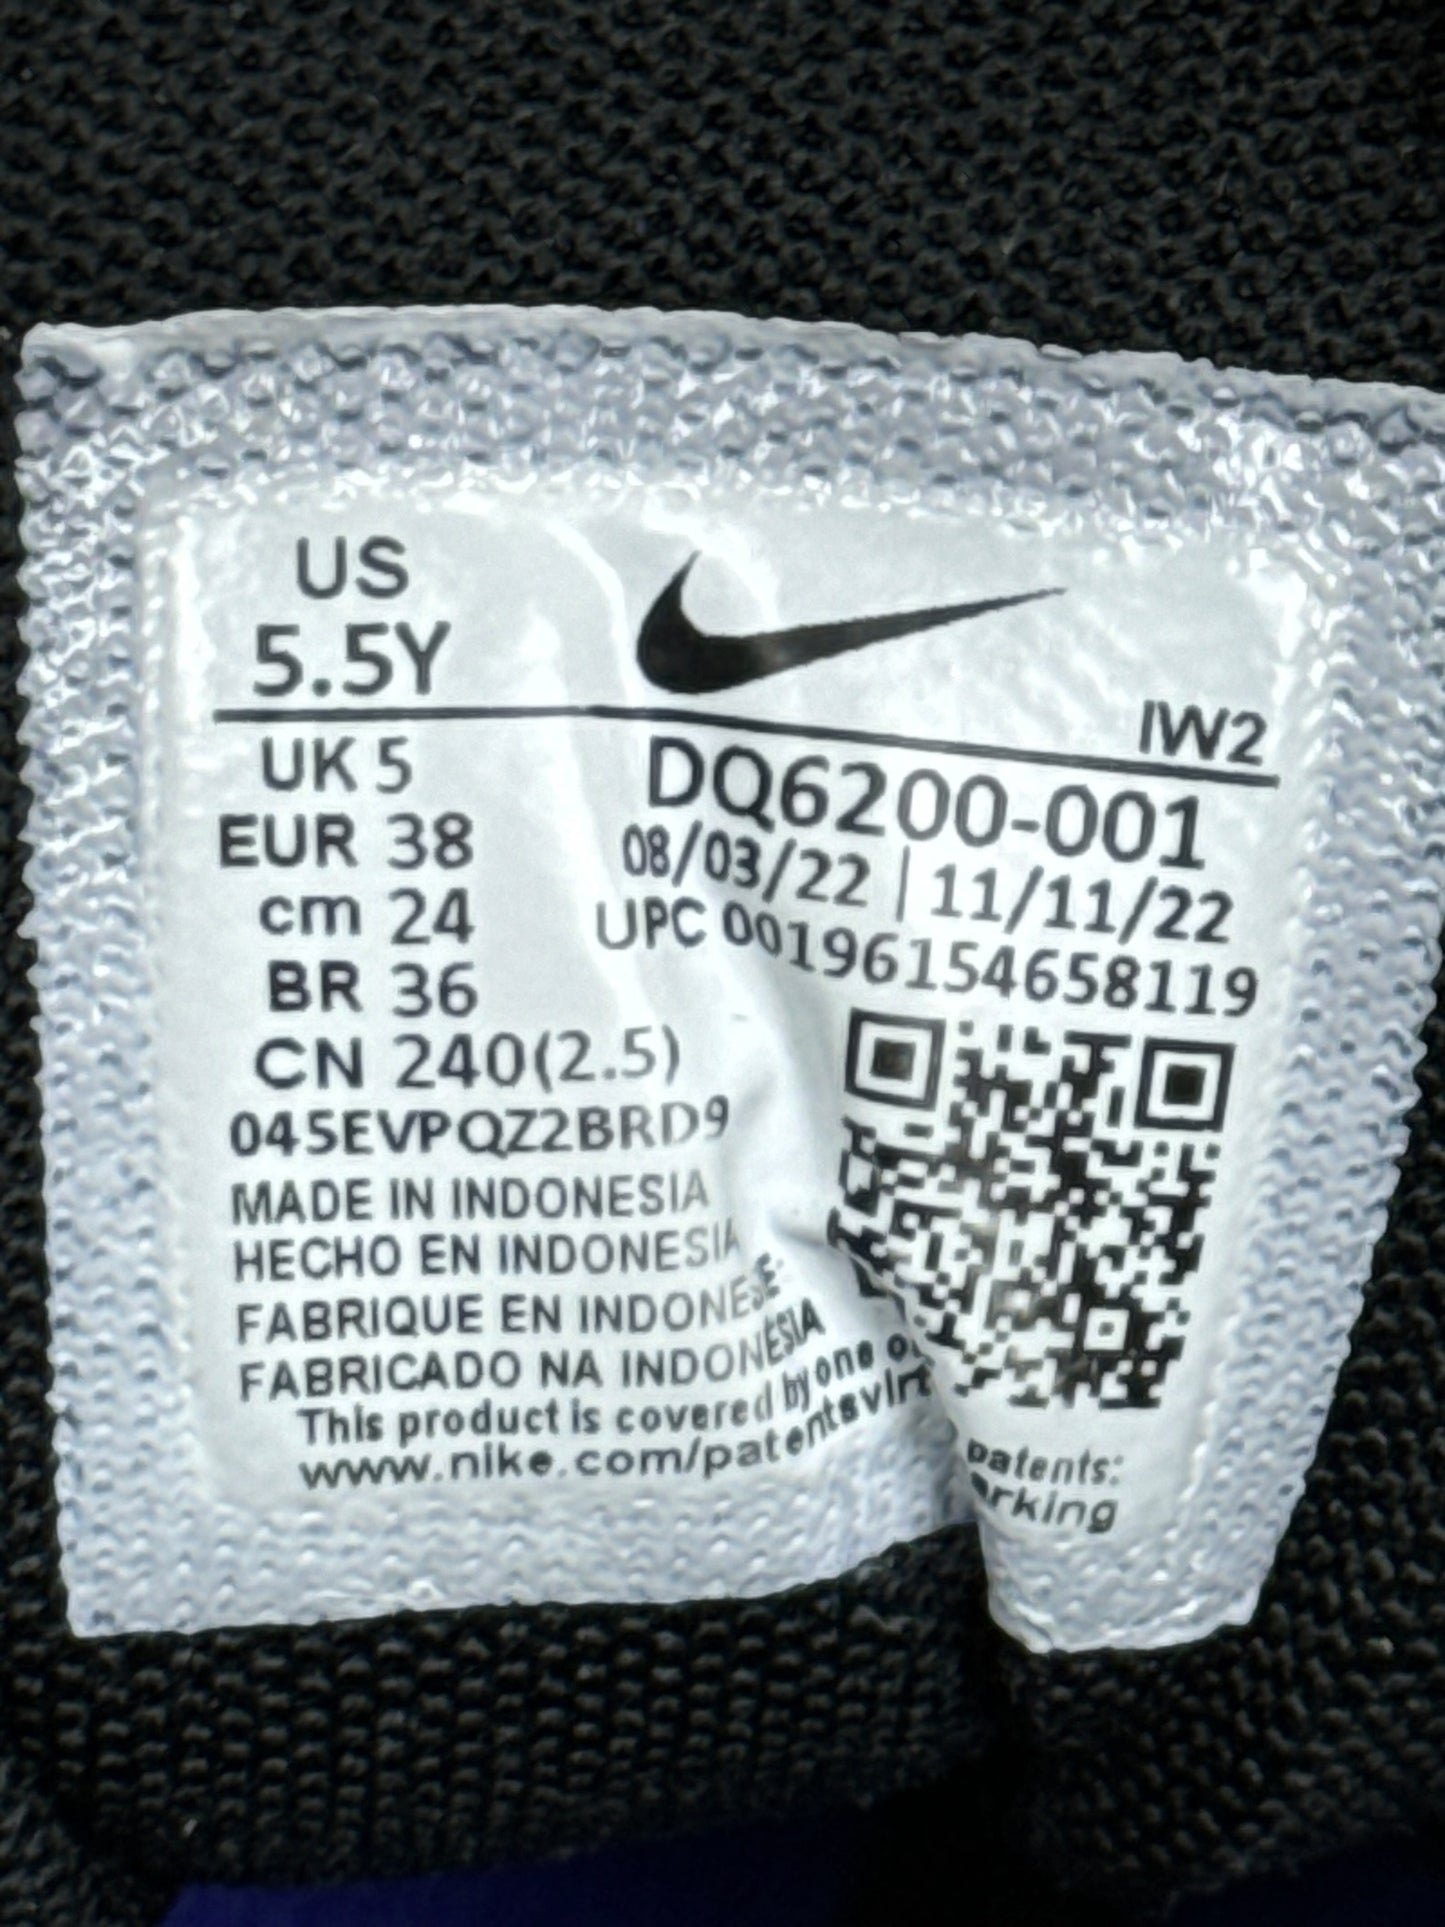 US
5.5Y
IW2
UK 5
EUR 38
cm 24
BR 36
CN 240(2.5)
DQ6200-001
08/03/22 | 11/11/22
UPC 00196154658119
045EVPQZ2BRD9
MADE IN INDONESIA
HECHO EN INDONESIA
FABRIQUE EN INDONESIE
FABRICADO NA INDONÉSIA
This product is covered by one patents:
www.nike.com/patents